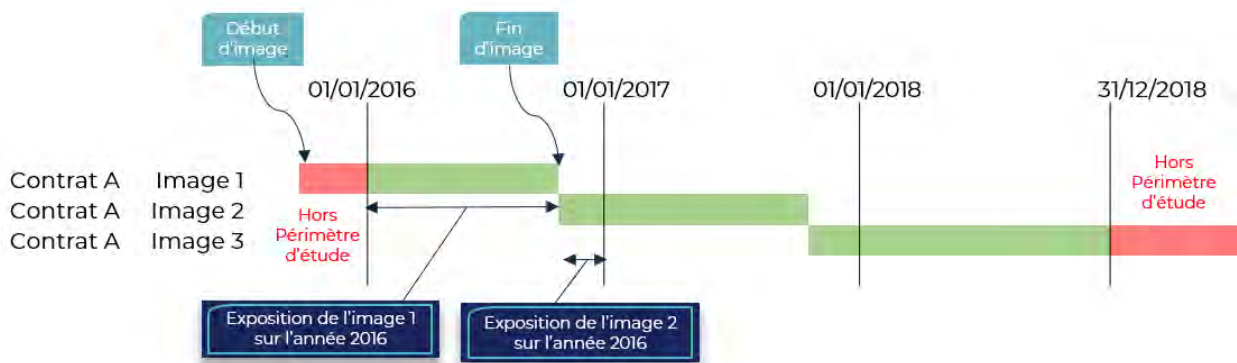 Début
d'image
Fin
d'image
01/01/2016
01/01/2017
01/01/2018
31/12/2018
Contrat A Image 1
Contrat A Image 2
Contrat A Image 3
Hors
Périmètre
d'étude
Hors
Périmètre
d'étude
Exposition de l'image 1
sur l'année 2016
Exposition de l'image 2
sur l'année 2016